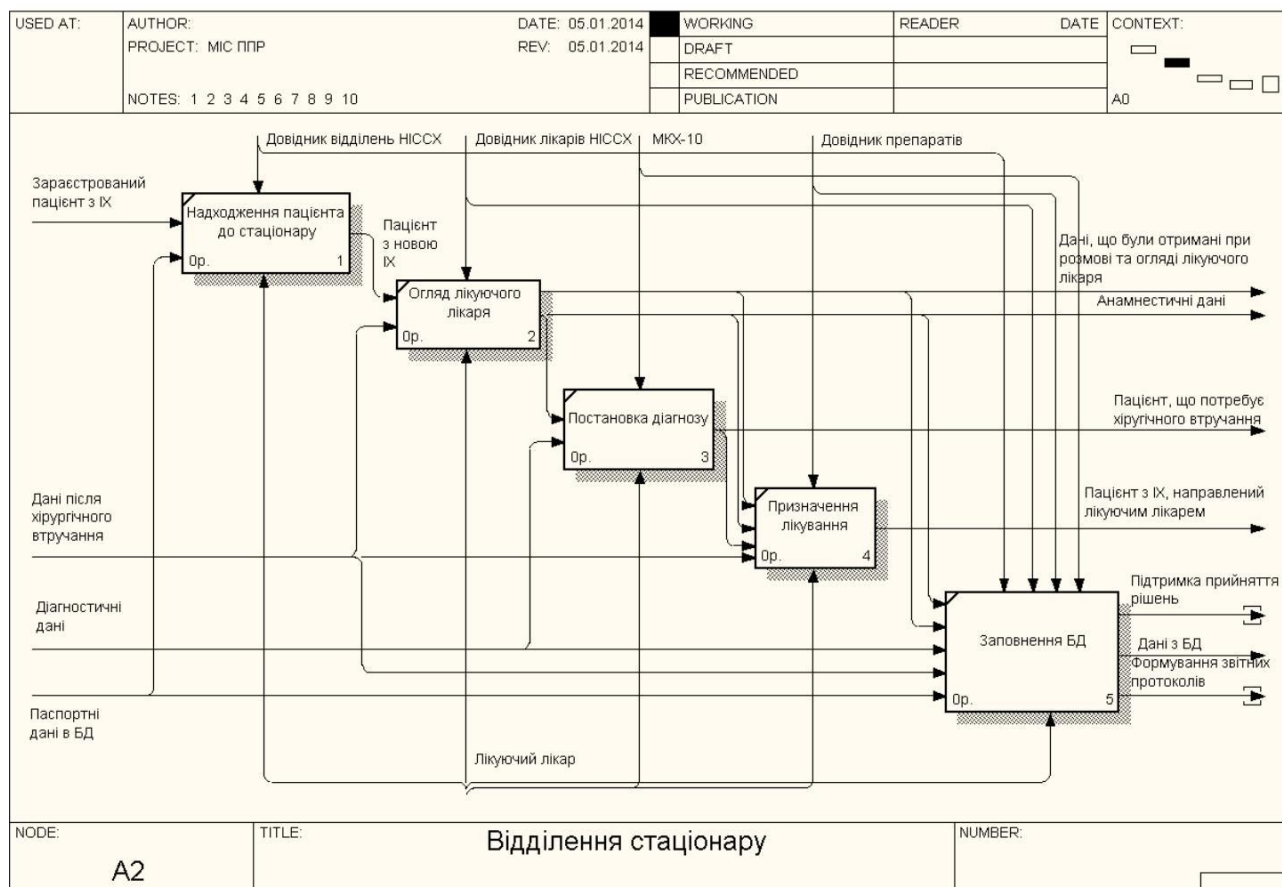 USED AT:
AUTHOR:
DATE: 05.01.2014
PROJECT: МІС ППР
REV: 05.01.2014
NOTES: 1 2 3 4 5 6 7 8 9 10
WORKING
DRAFT
RECOMMENDED
PUBLICATION
READER
DATE
CONTEXT:
A0
Довідник відділень НІССХ
Довідник лікарів НІССХ
МКХ-10
Довідник препаратів
Зараєстрований
пацієнт з ІХ
Надходження пацієнта
до стаціонару
0р.
1
Пацієнт
з новою
ІХ
Огляд лікуючого
лікаря
0р.
2
Дані, що були отримані при
розмові та огляді лікуючого
лікаря
Анамнестичні дані
Постановка діагнозу
0р.
3
Пацієнт, що потребує
хіругічного втручання
Дані після
хірургічного
втручання
Призначення
лікування
0р.
4
Пацієнт з ІХ, направлений
лікуючим лікарем
Діагностичні
дані
Заповнення БД
0р.
5
Підтримка прийняття
рішень
Дані з БД
Формування звітних
протоколів
Паспортні
дані в БД
Лікуючий лікар
NODE:
A2
TITLE:
Відділення стаціонару
NUMBER: